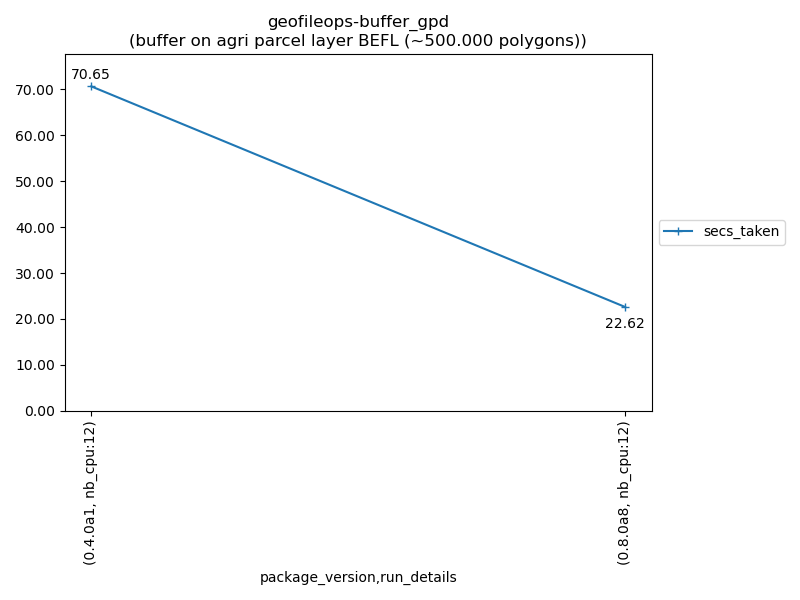 geofileops-buffer_gpd
(buffer on agri parcel layer BEFL (~500.000 polygons))
70.65
70.00
60.00
50.00
40.00
30.00
20.00
10.00
0.00
22.62
secs_taken
(0.4.0a1, nb_cpu:12)
(0.8.0a8, nb_cpu:12)
package_version,run_details